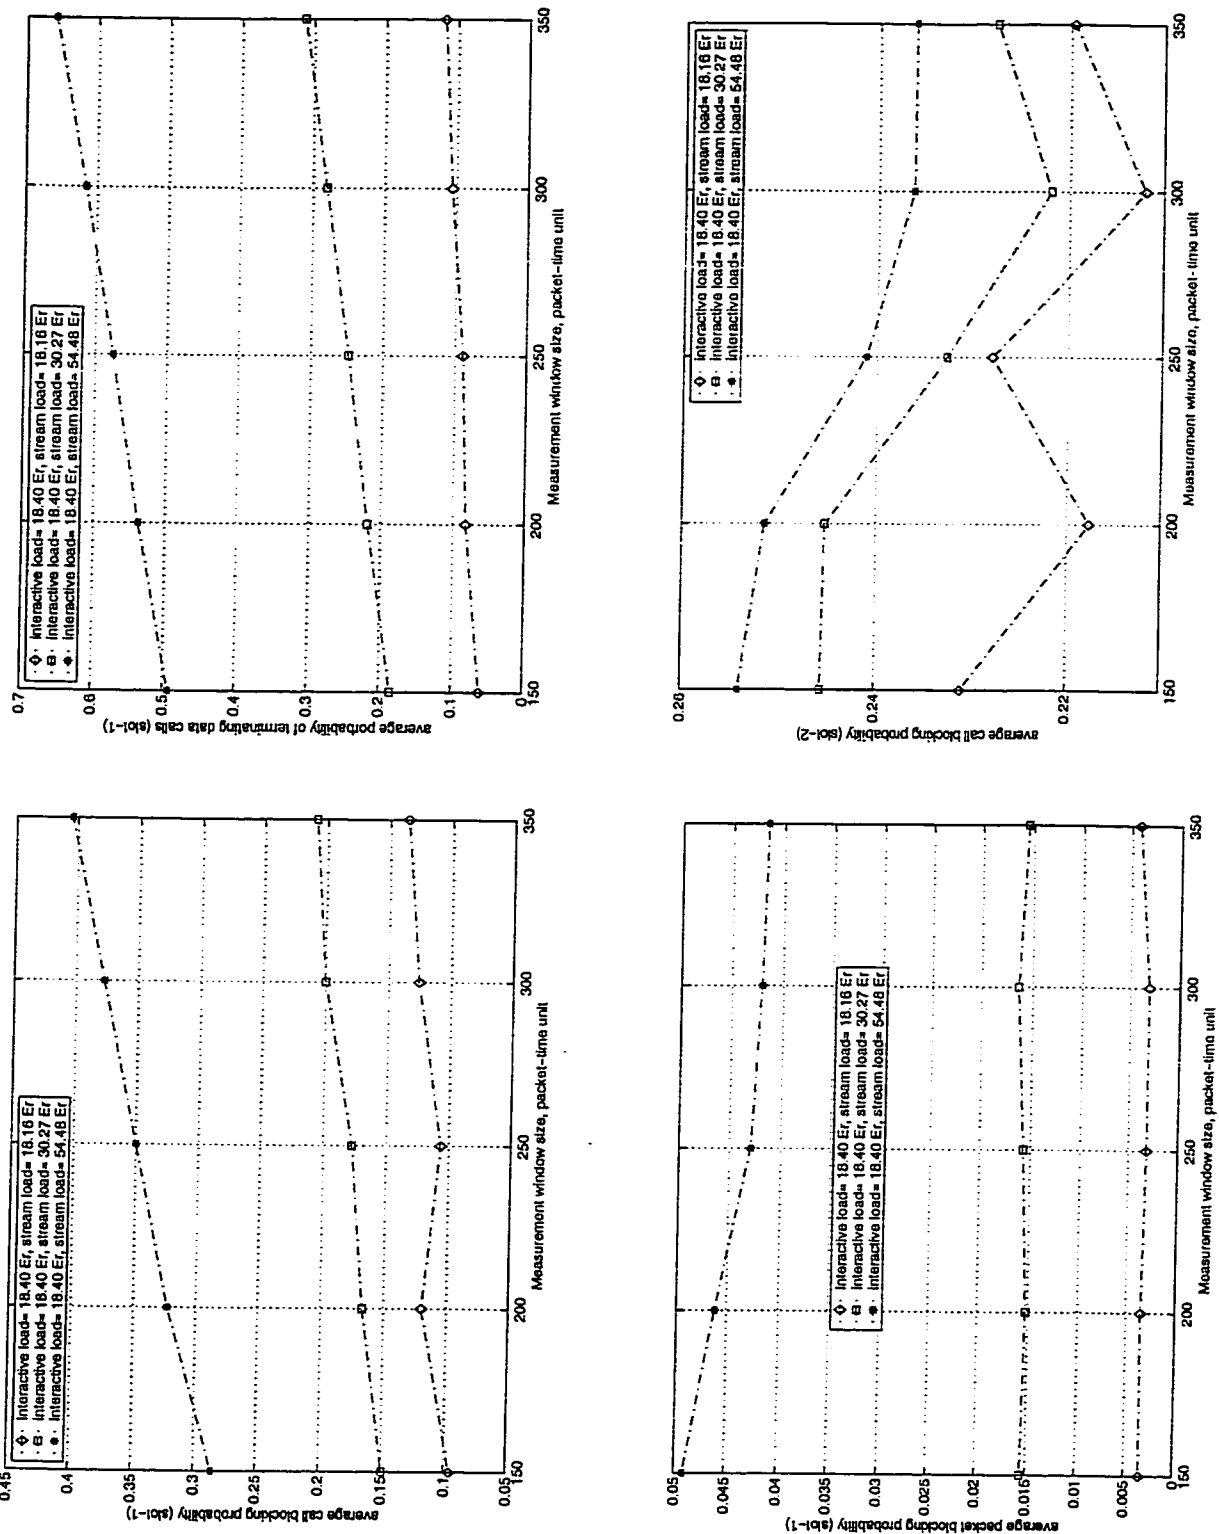 0.45
0.4
0.35
0.3
0.25
0.2
0.15
0.1
0.05
average call blocking probability (slot-1)
Interactive load= 18.40 Er, stream load= 18.16 Er
Interactive load= 18.40 Er, stream load= 30.27 Er
Interactive load= 18.40 Er, stream load= 54.48 Er
150
200
250
300
350
Measurement window size, packet-time unit
0.7
0.6
0.5
0.4
0.3
0.2
0.1
0
average porbability of terminating data calls (slot-1)
Interactive load= 18.40 Er, stream load= 18.16 Er
Interactive load= 18.40 Er, stream load= 30.27 Er
Interactive load= 18.40 Er, stream load= 54.48 Er
150
200
250
300
350
Measurement window size, packet-time unit
0.05
0.045
0.04
0.035
0.03
0.025
0.02
0.015
0.01
0.005
0
average packet blocking probability (slot-1)
Interactive load= 18.40 Er, stream load= 18.16 Er
Interactive load= 18.40 Er, stream load= 30.27 Er
Interactive load= 18.40 Er, stream load= 54.48 Er
150
200
250
300
350
Measurement window size, packet-time unit
0.26
0.24
0.22
average call blocking probability (slot-2)
Interactive load= 18.40 Er, stream load= 18.16 Er
Interactive load= 18.40 Er, stream load= 30.27 Er
Interactive load= 18.40 Er, stream load= 54.48 Er
150
200
250
300
350
Measurement window size, packet-time unit